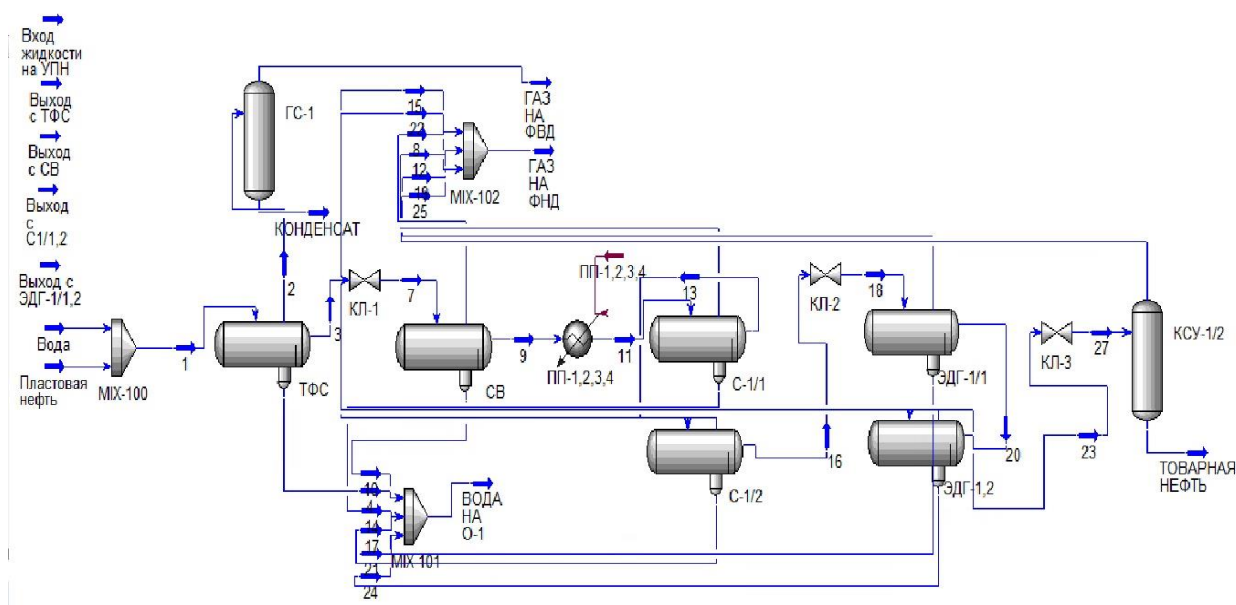 Вход
жидкости
на УПН
Выход
с ТФС
Выход
с СВ
Выход
с
С1/1,2
Выход с
ЭДГ-1/1,2
Вода
Пластовая
нефть
MIX-100
1
ТФС
2
3
ГС-1
КОНДЕНСАТ
ГАЗ
НА
ФВД
15
22
8
12
19
25
MIX-102
ГАЗ
НА
ФНД
КЛ-1
7
СВ
9
ПП-1,2,3,4
ПП-1,2,3,4
11
13
С-1/1
С-1/2
16
КЛ-2
18
ЭДГ-1/1
20
ЭДГ-1,2
23
КЛ-3
27
КСУ-1/2
ТОВАРНАЯ
НЕФТЬ
10
4
14
17
21
24
MIX 101
ВОДА
НА
О-1